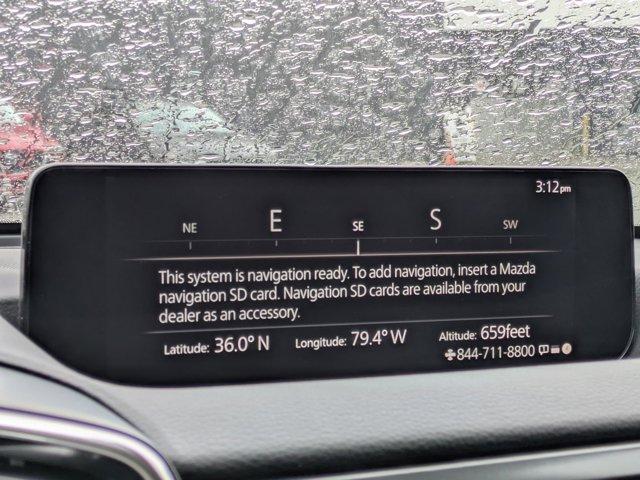 3:12pm
NE E SE S SW
This system is navigation ready. To add navigation, insert a Mazda
navigation SD card. Navigation SD cards are available from your
dealer as an accessory.
Latitude: 36.0° N Longitude: 79.4° W Altitude: 659feet
844-711-8800